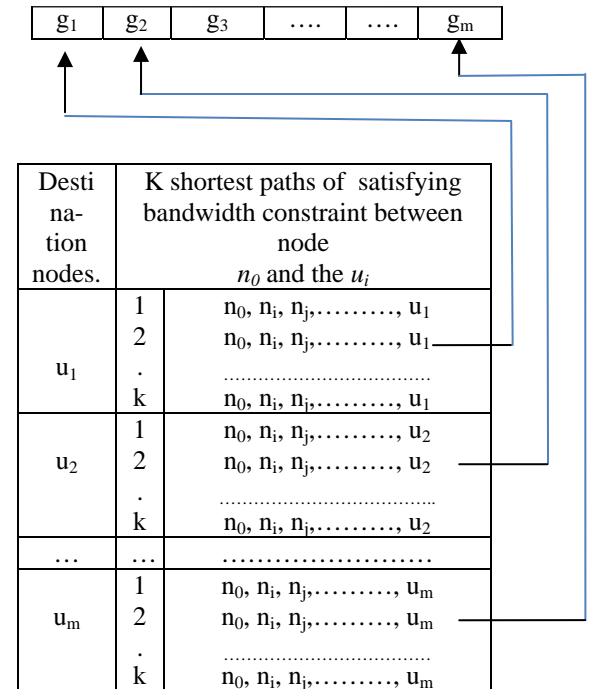 g1 g2 g3 …. …. gm
Desti na- tion nodes. K shortest paths of satisfying bandwidth constraint between node n0 and the ui
u1
1 n0, ni, nj,………, u1
2 n0, ni, nj,………, u1
. ……………………………
k n0, ni, nj,………, u1
u2
1 n0, ni, nj,………, u2
2 n0, ni, nj,………, u2
. ………………………………..
k n0, ni, nj,………, u2
… … ……………………
um
1 n0, ni, nj,………, um
2 n0, ni, nj,………, um
. ……………………………
k n0, ni, nj,………, um